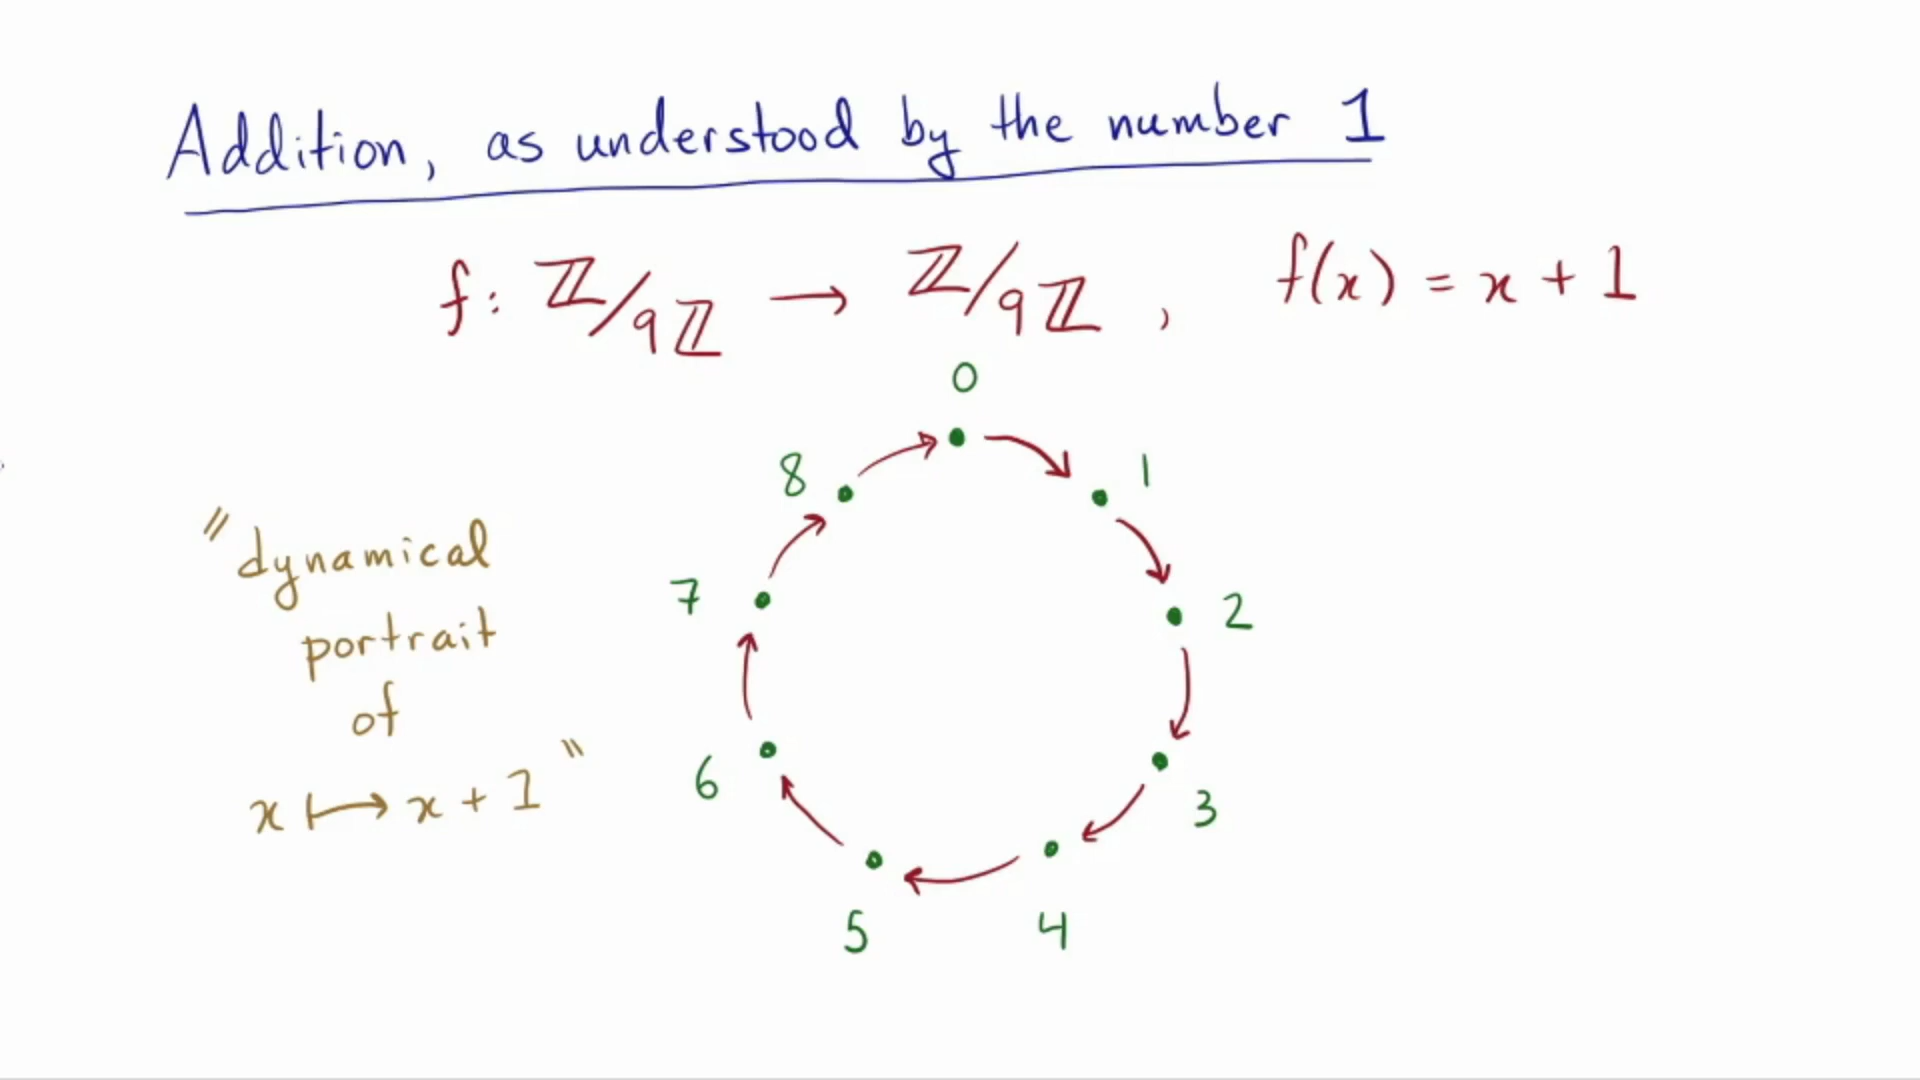 Addition, as understood by the number 1
f: ℤ/9ℤ → ℤ/9ℤ , f(x) = x + 1
0
8 1
7 2
6 3
5 4
"dynamical
portrait
of
x ↦ x + 1"